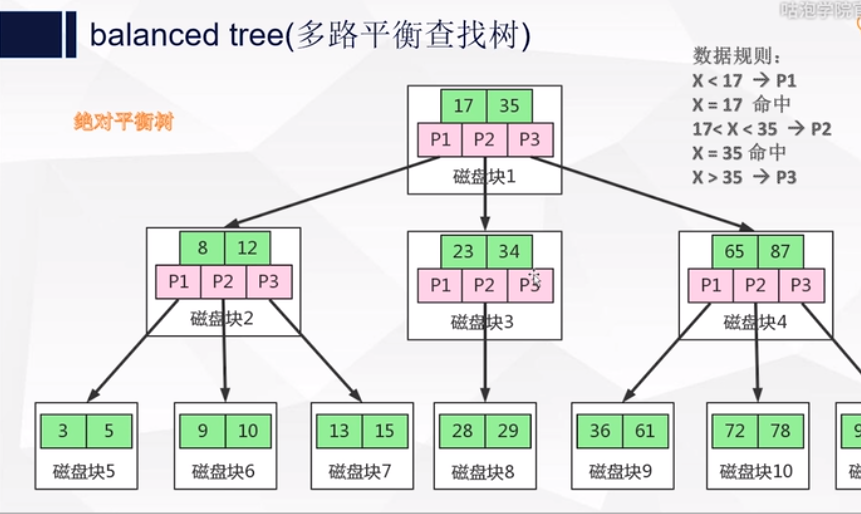 咕泡学院
balanced tree(多路平衡查找树)
数据规则:
X < 17 → P1
X = 17 命中
17< X < 35 → P2
X = 35 命中
X > 35 → P3
绝对平衡树
17 35
P1 P2 P3
磁盘块1
8 12
P1 P2 P3
磁盘块2
23 34
P1 P2 P3
磁盘块3
65 87
P1 P2 P3
磁盘块4
3 5
磁盘块5
9 10
磁盘块6
13 15
磁盘块7
28 29
磁盘块8
36 61
磁盘块9
72 78
磁盘块10